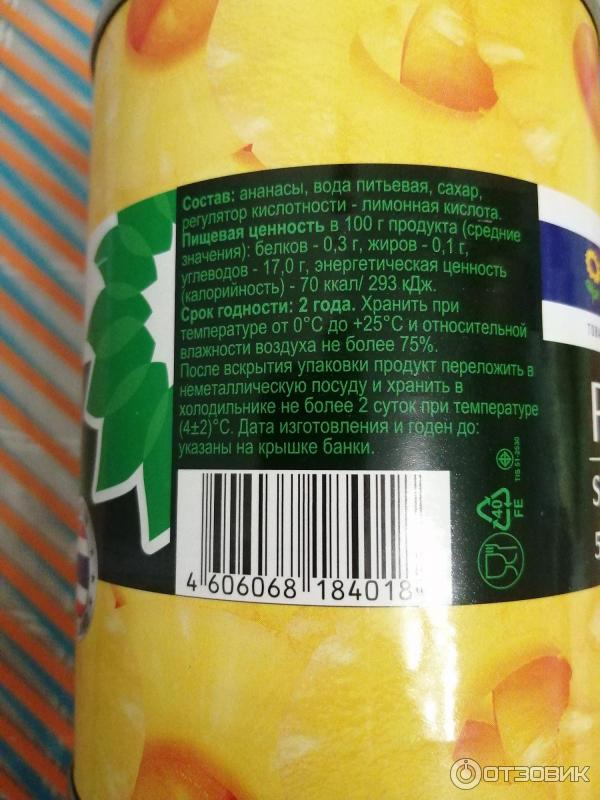 Состав: ананасы, вода питьевая, сахар,
регулятор кислотности - лимонная кислота.
Пищевая ценность в 100 г продукта (средние
значения): белков - 0,3 г, жиров - 0,1 г,
углеводов - 17,0 г, энергетическая ценность
(калорийность) - 70 ккал/ 293 кДж.
Срок годности: 2 года. Хранить при
температуре от 0°С до +25°С и относительной
влажности воздуха не более 75%.
После вскрытия упаковки продукт переложить в
неметаллическую посуду и хранить в
холодильнике не более 2 суток при температуре
(4±2)°С. Дата изготовления и годен до:
указаны на крышке банки.
TIS 51-2530
40
FE
4 606068 184018
ОТЗОВИК